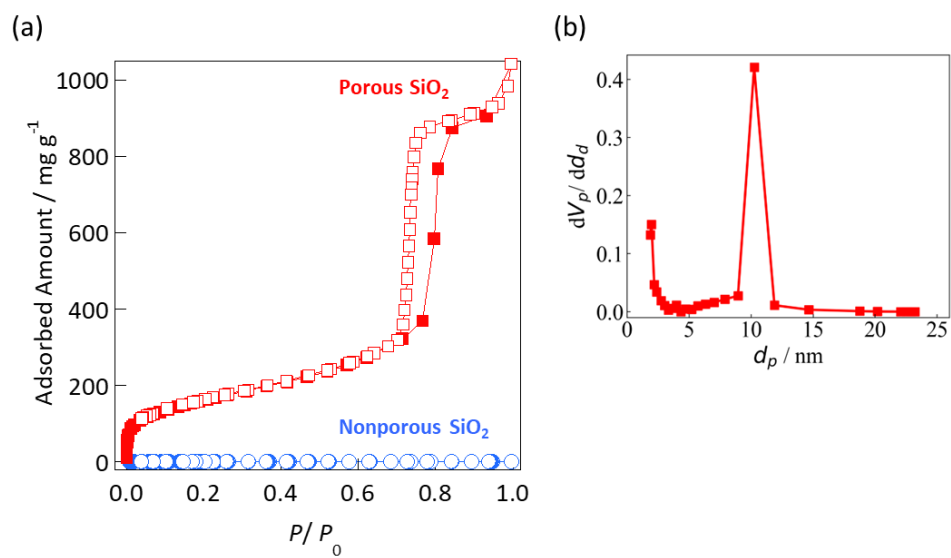 (a)
Adsorbed Amount / mg g⁻¹
1000
800
600
400
200
0
Porous SiO₂
Nonporous SiO₂
0.0 0.2 0.4 0.6 0.8 1.0
P/ P₀
(b)
dVₚ/ dd_d
0.4
0.3
0.2
0.1
0.0
0 5 10 15 20 25
dₚ / nm